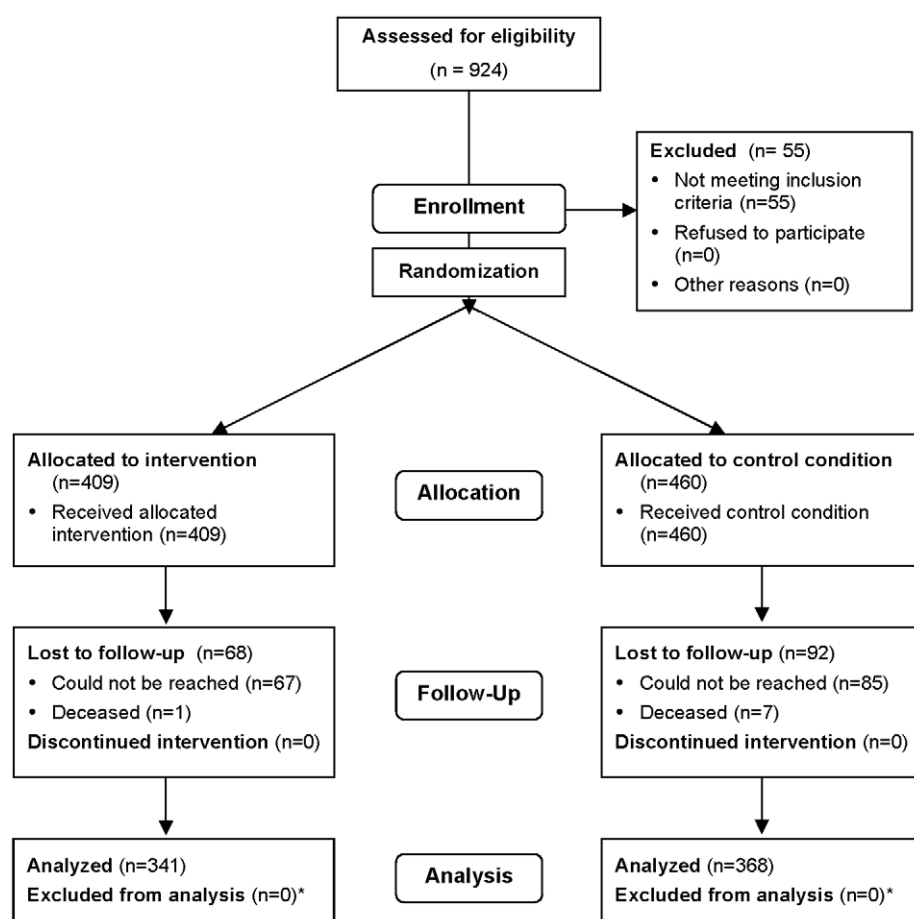 Assessed for eligibility
(n = 924)
Excluded (n= 55)
• Not meeting inclusion
criteria (n=55)
• Refused to participate
(n=0)
• Other reasons (n=0)
Enrollment
Randomization
Allocated to intervention
(n=409)
• Received allocated
intervention (n=409)
Allocation
Allocated to control condition
(n=460)
• Received control condition
(n=460)
Lost to follow-up (n=68)
• Could not be reached (n=67)
• Deceased (n=1)
Discontinued intervention (n=0)
Follow-Up
Lost to follow-up (n=92)
• Could not be reached (n=85)
• Deceased (n=7)
Discontinued intervention (n=0)
Analyzed (n=341)
Excluded from analysis (n=0)*
Analysis
Analyzed (n=368)
Excluded from analysis (n=0)*